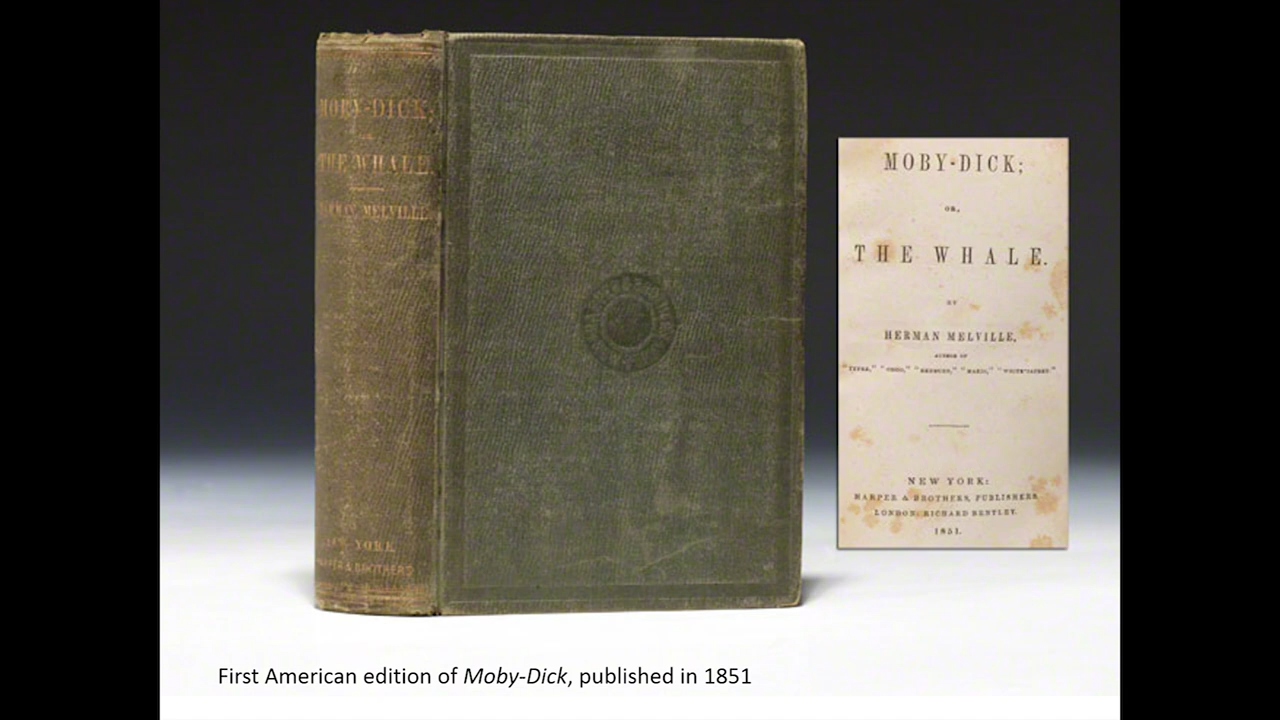 MOBY-DICK;
OR,
THE WHALE.
HERMAN MELVILLE
NEW YORK
HARPER & BROTHERS
MOBY-DICK;
OR,
THE WHALE.
BY
HERMAN MELVILLE,
AUTHOR OF
"TYPEE," "OMOO," "REDBURN," "MARDI," "WHITE-JACKET."
NEW YORK:
HARPER & BROTHERS, PUBLISHERS.
LONDON: RICHARD BENTLEY.
1851.
First American edition of Moby-Dick, published in 1851